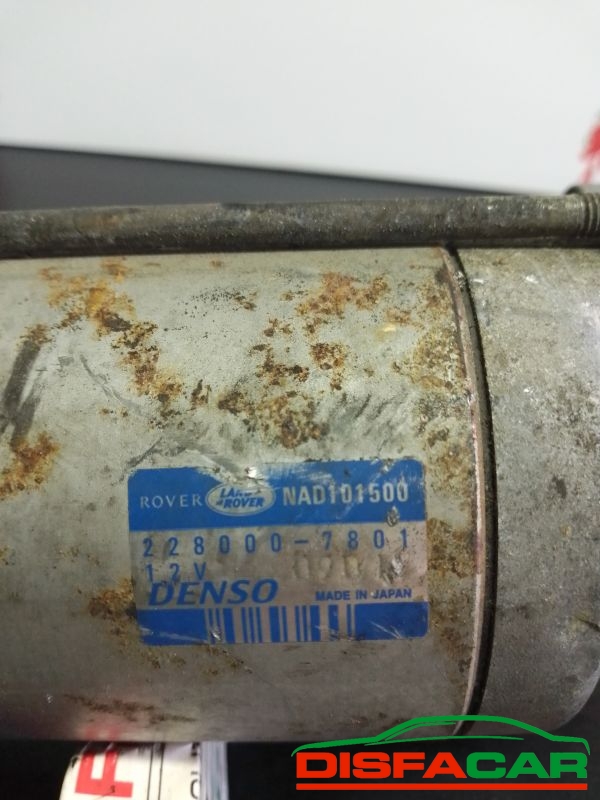 ROVER LAND ROVER NAD101500
228000-7801
12V
DENSO MADE IN JAPAN
DISFACAR